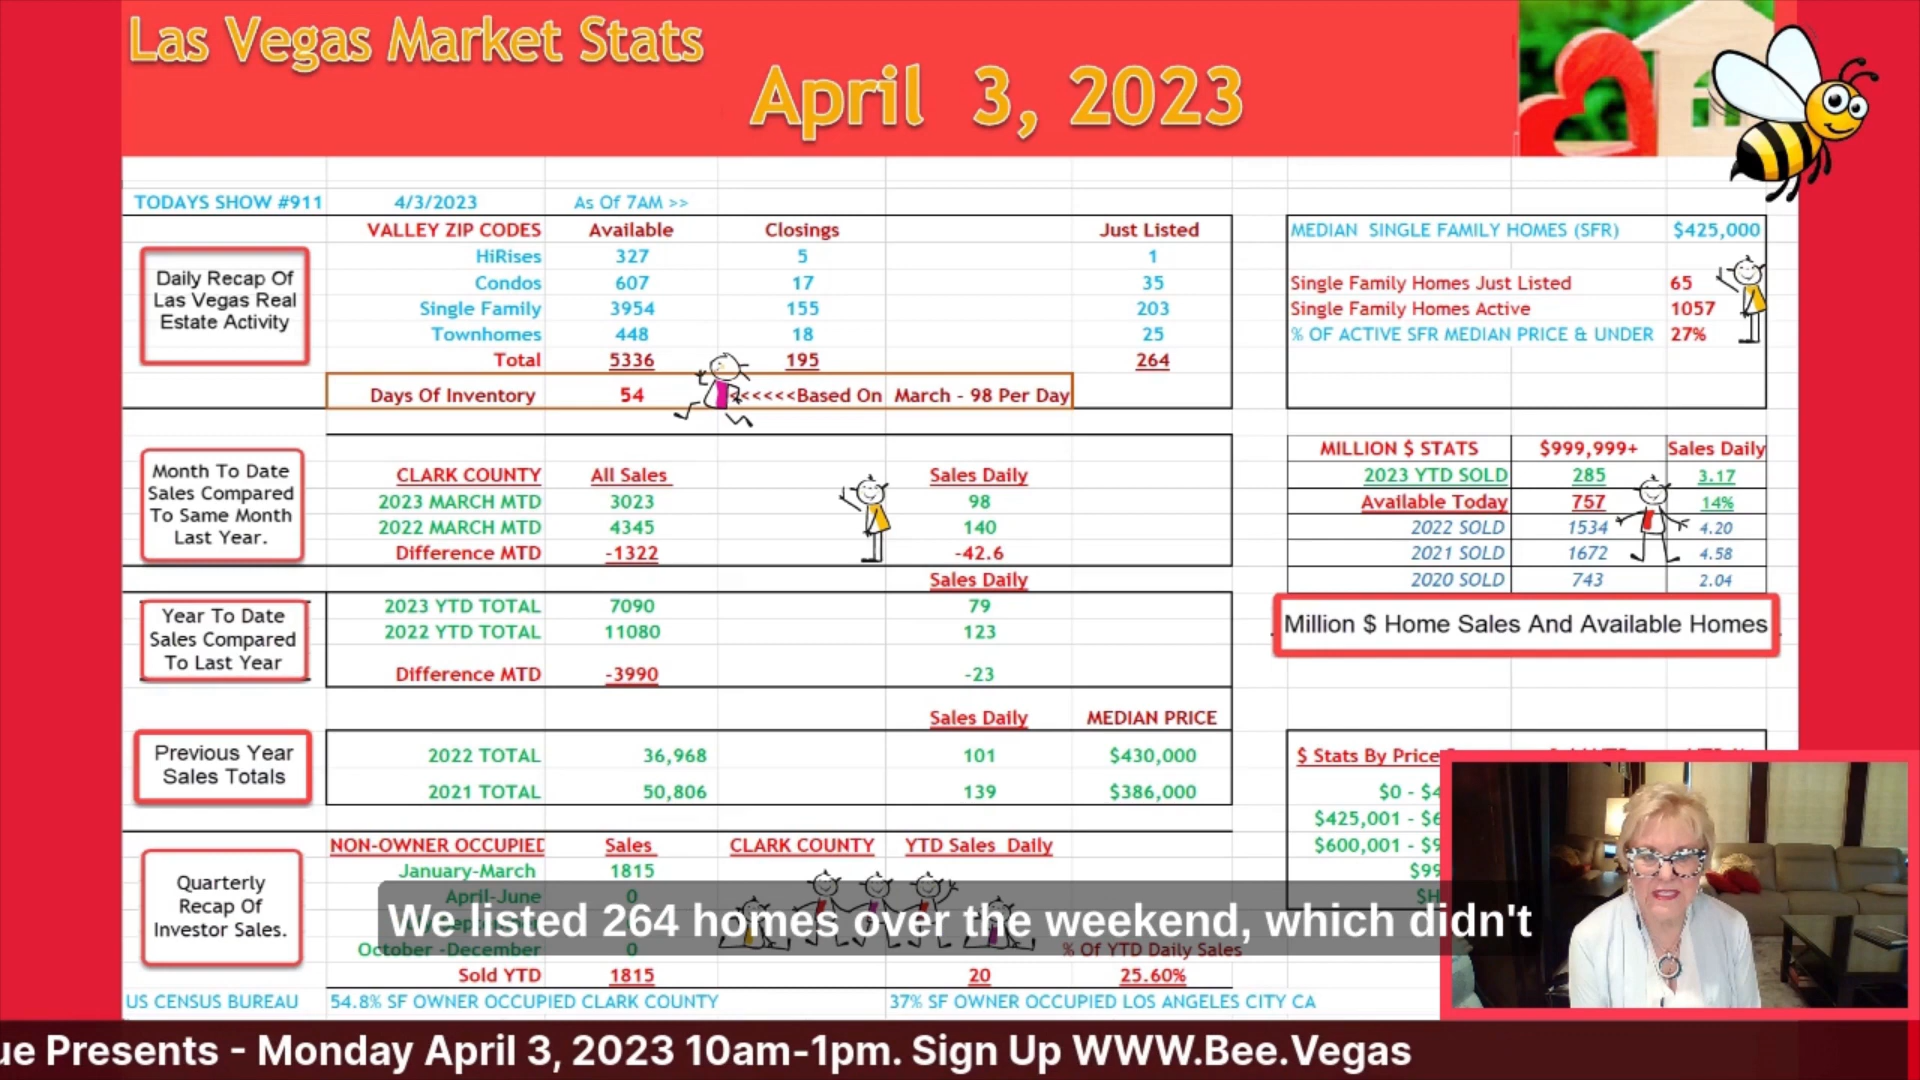 Las Vegas Market Stats
April 3, 2023
TODAYS SHOW #911 4/3/2023 As Of 7AM >>
VALLEY ZIP CODES Available Closings Just Listed
HiRises 327 5 1
Condos 607 17 35
Single Family 3954 155 203
Townhomes 448 18 25
Total 5336 195 264
Days Of Inventory 54 <<<<<Based On March - 98 Per Day
Daily Recap Of
Las Vegas Real
Estate Activity
MEDIAN SINGLE FAMILY HOMES (SFR) $425,000
Single Family Homes Just Listed 65
Single Family Homes Active 1057
% OF ACTIVE SFR MEDIAN PRICE & UNDER 27%
Month To Date
Sales Compared
To Same Month
Last Year.
CLARK COUNTY All Sales Sales Daily
2023 MARCH MTD 3023 98
2022 MARCH MTD 4345 140
Difference MTD -1322 -42.6
MILLION $ STATS $999,999+ Sales Daily
2023 YTD SOLD 285 3.17
Available Today 757 14%
2022 SOLD 1534 4.20
2021 SOLD 1672 4.58
2020 SOLD 743 2.04
Million $ Home Sales And Available Homes
Sales Daily
Year To Date
Sales Compared
To Last Year
2023 YTD TOTAL 7090 79
2022 YTD TOTAL 11080 123
Difference MTD -3990 -23
Sales Daily MEDIAN PRICE
Previous Year
Sales Totals
2022 TOTAL 36,968 101 $430,000
2021 TOTAL 50,806 139 $386,000
$ Stats By Price
$0 - $4
$425,001 - $6
$600,001 - $9
$99
$H
Quarterly
Recap Of
Investor Sales.
NON-OWNER OCCUPIED Sales CLARK COUNTY YTD Sales Daily
January-March 1815
April-June 0
October -December 0 % Of YTD Daily Sales
Sold YTD 1815 20 25.60%
We listed 264 homes over the weekend, which didn't
US CENSUS BUREAU 54.8% SF OWNER OCCUPIED CLARK COUNTY 37% SF OWNER OCCUPIED LOS ANGELES CITY CA
ue Presents - Monday April 3, 2023 10am-1pm. Sign Up WWW.Bee.Vegas